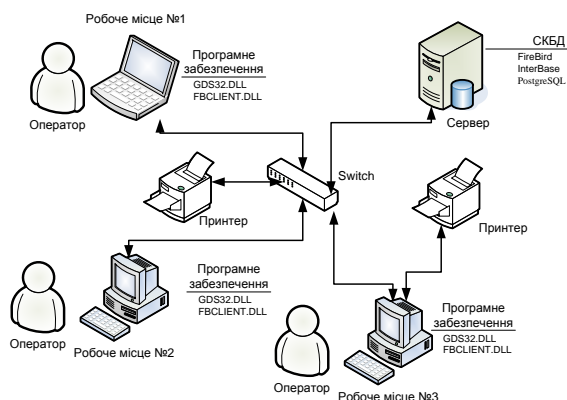 Робоче місце №1
Програмне
забезпечення
GDS32.DLL
FBCLIENT.DLL
Оператор
СКБД
FireBird
InterBase
PostgreSQL
Сервер
Switch
Принтер
Принтер
Програмне
забезпечення
GDS32.DLL
FBCLIENT.DLL
Оператор
Робоче місце №2
Програмне
забезпечення
GDS32.DLL
FBCLIENT.DLL
Оператор
Робоче місце №3